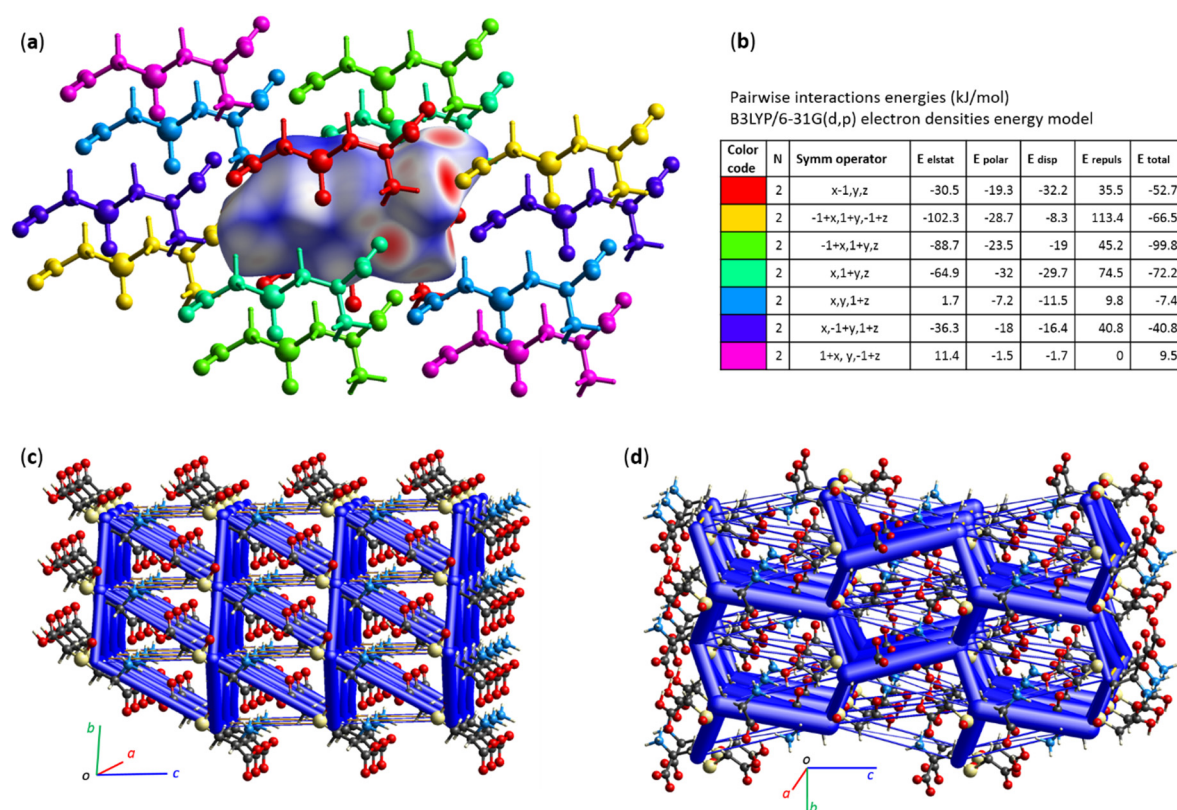 (a)
(b)
Pairwise interactions energies (kJ/mol)
B3LYP/6-31G(d,p) electron densities energy model
Color code N Symm operator E elstat E polar E disp E repuls E total
2 x-1,y,z -30.5 -19.3 -32.2 35.5 -52.7
2 -1+x,1+y,-1+z -102.3 -28.7 -8.3 113.4 -66.5
2 -1+x,1+y,z -88.7 -23.5 -19 45.2 -99.8
2 x,1+y,z -64.9 -32 -29.7 74.5 -72.2
2 x,y,1+z 1.7 -7.2 -11.5 9.8 -7.4
2 x,-1+y,1+z -36.3 -18 -16.4 40.8 -40.8
2 1+x, y,-1+z 11.4 -1.5 -1.7 0 9.5
(c)
(d)
b
a
o
c
o
c
a
b